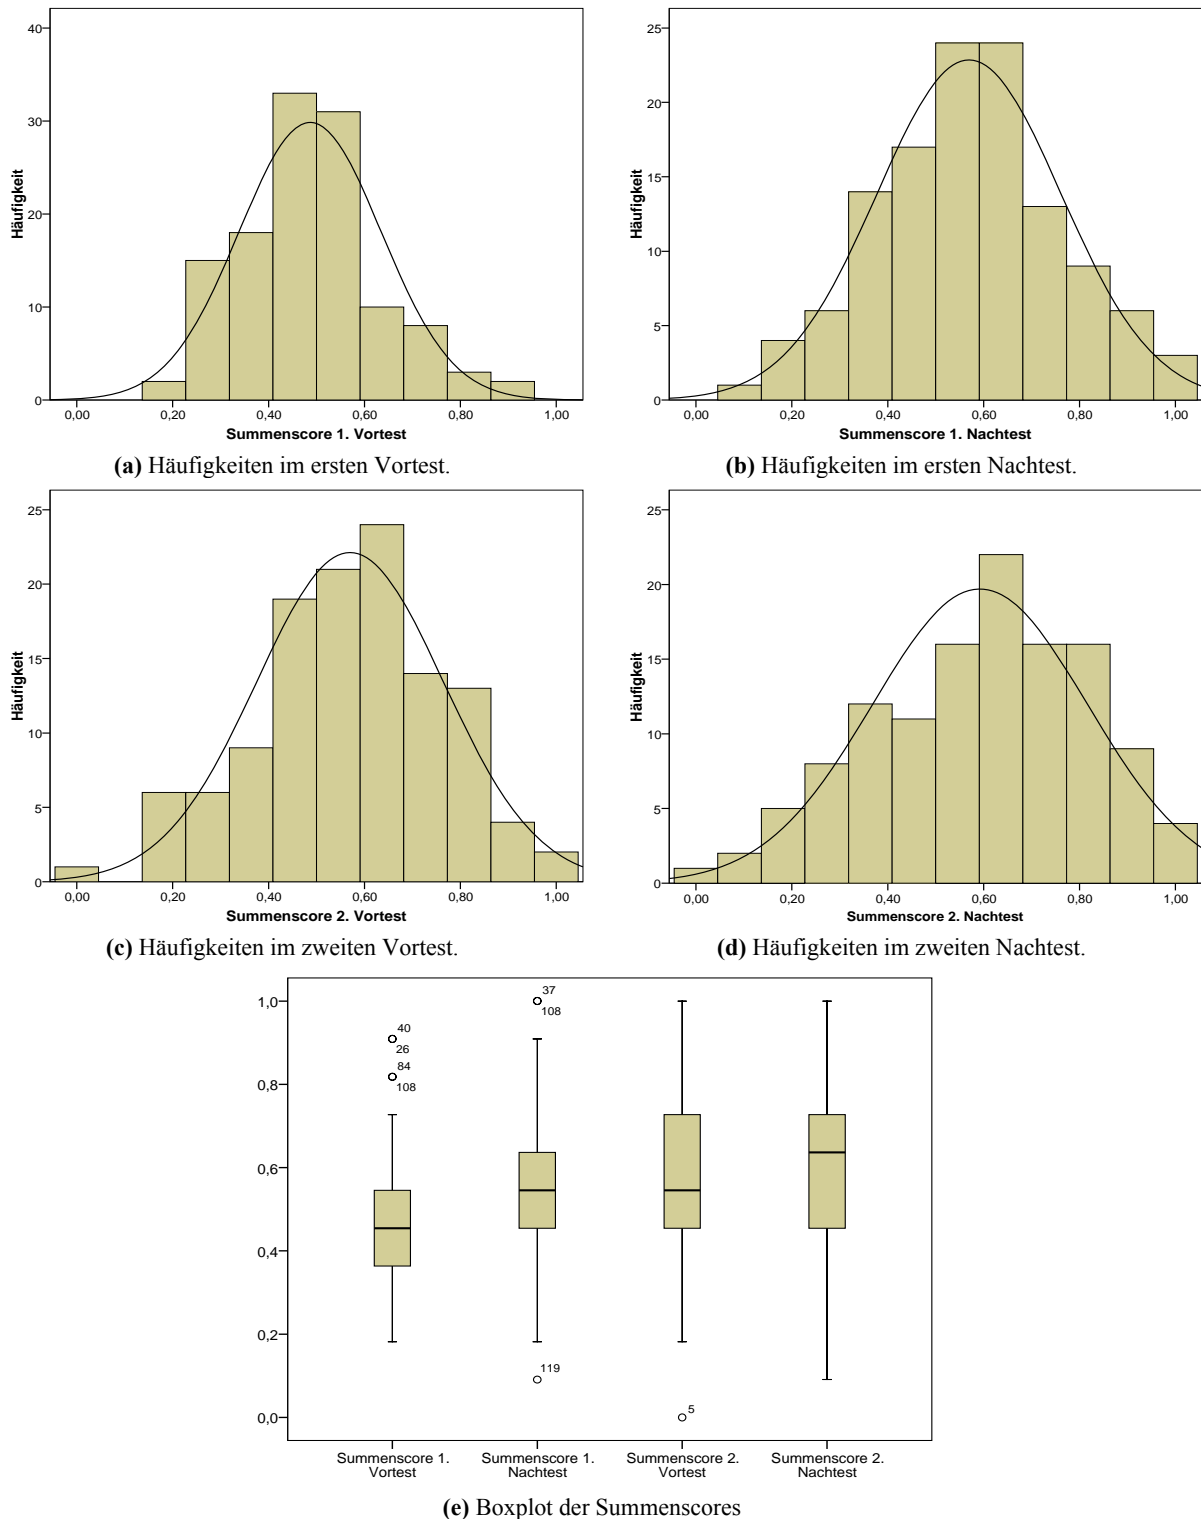 40
30
20
10
0
Häufigkeit
0,00 0,20 0,40 0,60 0,80 1,00
Summenscore 1. Vortest
(a) Häufigkeiten im ersten Vortest.
25
20
15
10
5
0
Häufigkeit
0,00 0,20 0,40 0,60 0,80 1,00
Summenscore 1. Nachtest
(b) Häufigkeiten im ersten Nachtest.
25
20
15
10
5
0
Häufigkeit
0,00 0,20 0,40 0,60 0,80 1,00
Summenscore 2. Vortest
(c) Häufigkeiten im zweiten Vortest.
25
20
15
10
5
0
Häufigkeit
0,00 0,20 0,40 0,60 0,80 1,00
Summenscore 2. Nachtest
(d) Häufigkeiten im zweiten Nachtest.
1,0
0,8
0,6
0,4
0,2
0,0
40
26
84
108
37
108
119
5
Summenscore 1.
Vortest
Summenscore 1.
Nachtest
Summenscore 2.
Vortest
Summenscore 2.
Nachtest
(e) Boxplot der Summenscores